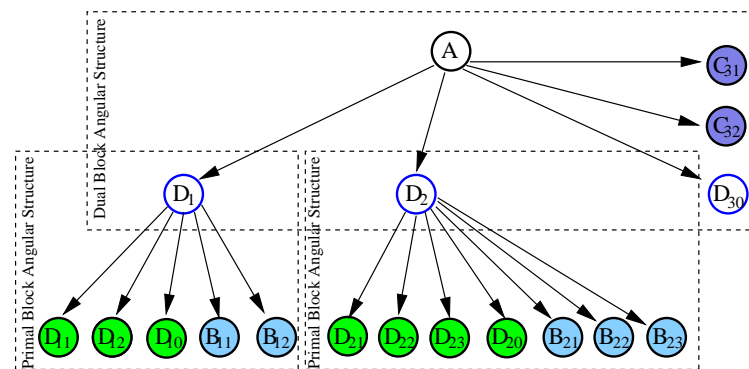 Dual Block Angular Structure
A
C31
C32
Primal Block Angular Structure
D1
Primal Block Angular Structure
D2
D30
D11 D12 D10 B11 B12
D21 D22 D23 D20 B21 B22 B23